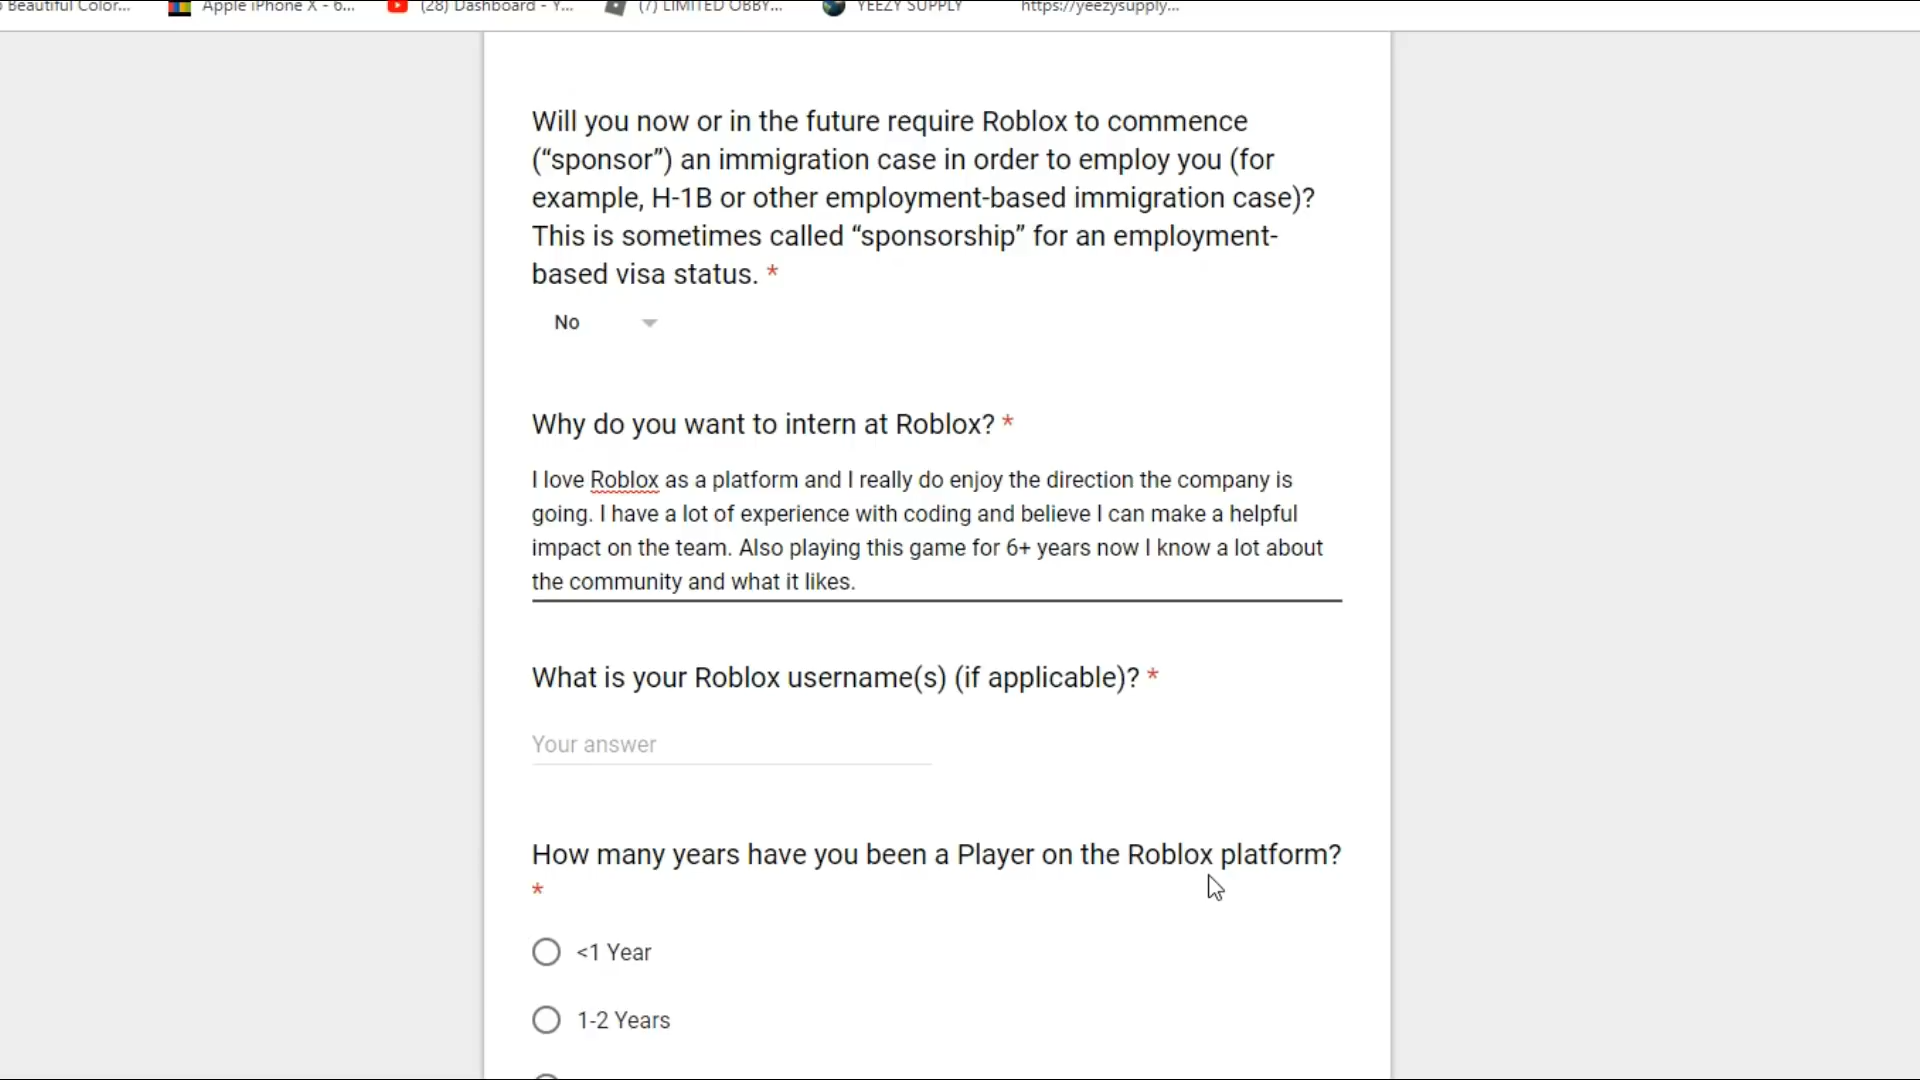 Beautiful Color... Apple iPhone X - 6... (28) Dashboard - Y... (7) LIMITED OBBY... YEEZY SUPPLY https://yeezysupply...
Will you now or in the future require Roblox to commence
(“sponsor”) an immigration case in order to employ you (for
example, H-1B or other employment-based immigration case)?
This is sometimes called “sponsorship” for an employment-
based visa status. *
No
Why do you want to intern at Roblox? *
I love Roblox as a platform and I really do enjoy the direction the company is
going. I have a lot of experience with coding and believe I can make a helpful
impact on the team. Also playing this game for 6+ years now I know a lot about
the community and what it likes.
What is your Roblox username(s) (if applicable)? *
Your answer
How many years have you been a Player on the Roblox platform?
*
<1 Year
1-2 Years